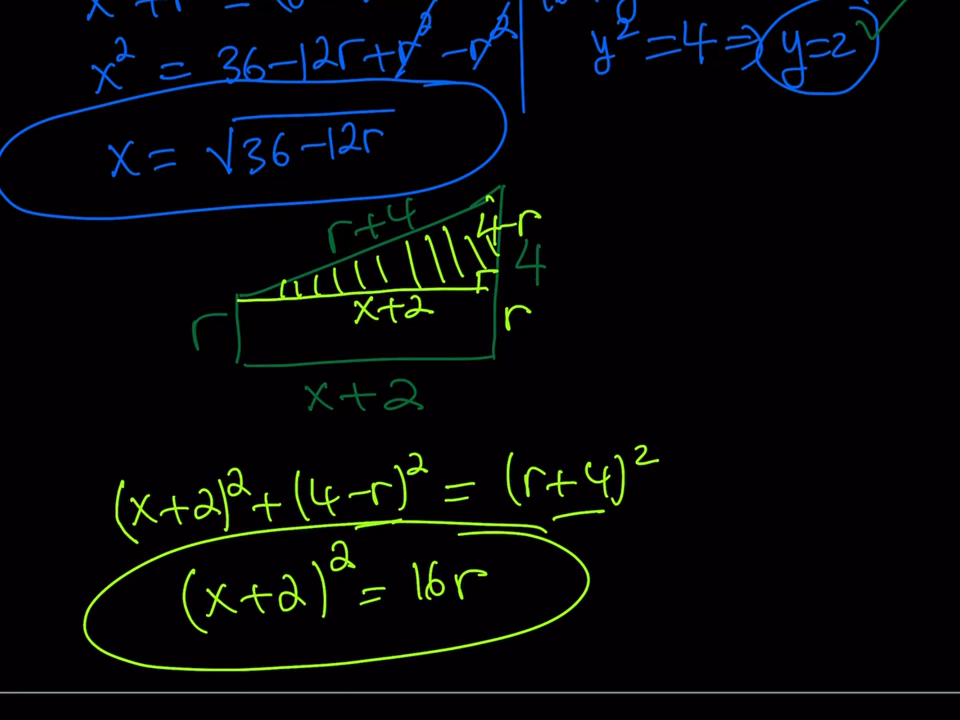 x² = 36-12r+r²-r²
y²=4⇒ y=2 ✓
x = √36-12r
r+4
4-r
4
x+2
r
r
x+2
(x+2)²+(4-r)² = (r+4)²
(x+2)² = 16r